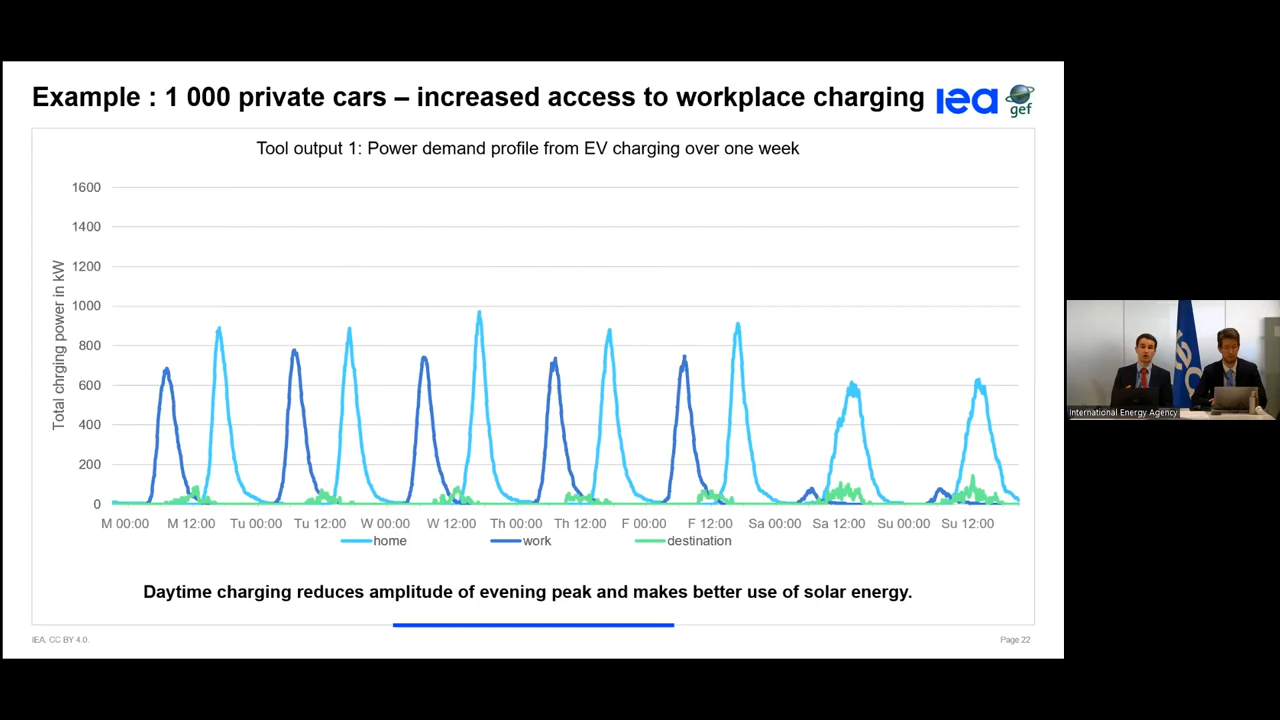 Example : 1 000 private cars – increased access to workplace charging
iea
gef
Tool output 1: Power demand profile from EV charging over one week
Total chrging power in kW
1600
1400
1200
1000
800
600
400
200
0
M 00:00 M 12:00 Tu 00:00 Tu 12:00 W 00:00 W 12:00 Th 00:00 Th 12:00 F 00:00 F 12:00 Sa 00:00 Sa 12:00 Su 00:00 Su 12:00
home work destination
Daytime charging reduces amplitude of evening peak and makes better use of solar energy.
IEA. CC BY 4.0.
Page 22
International Energy Agency